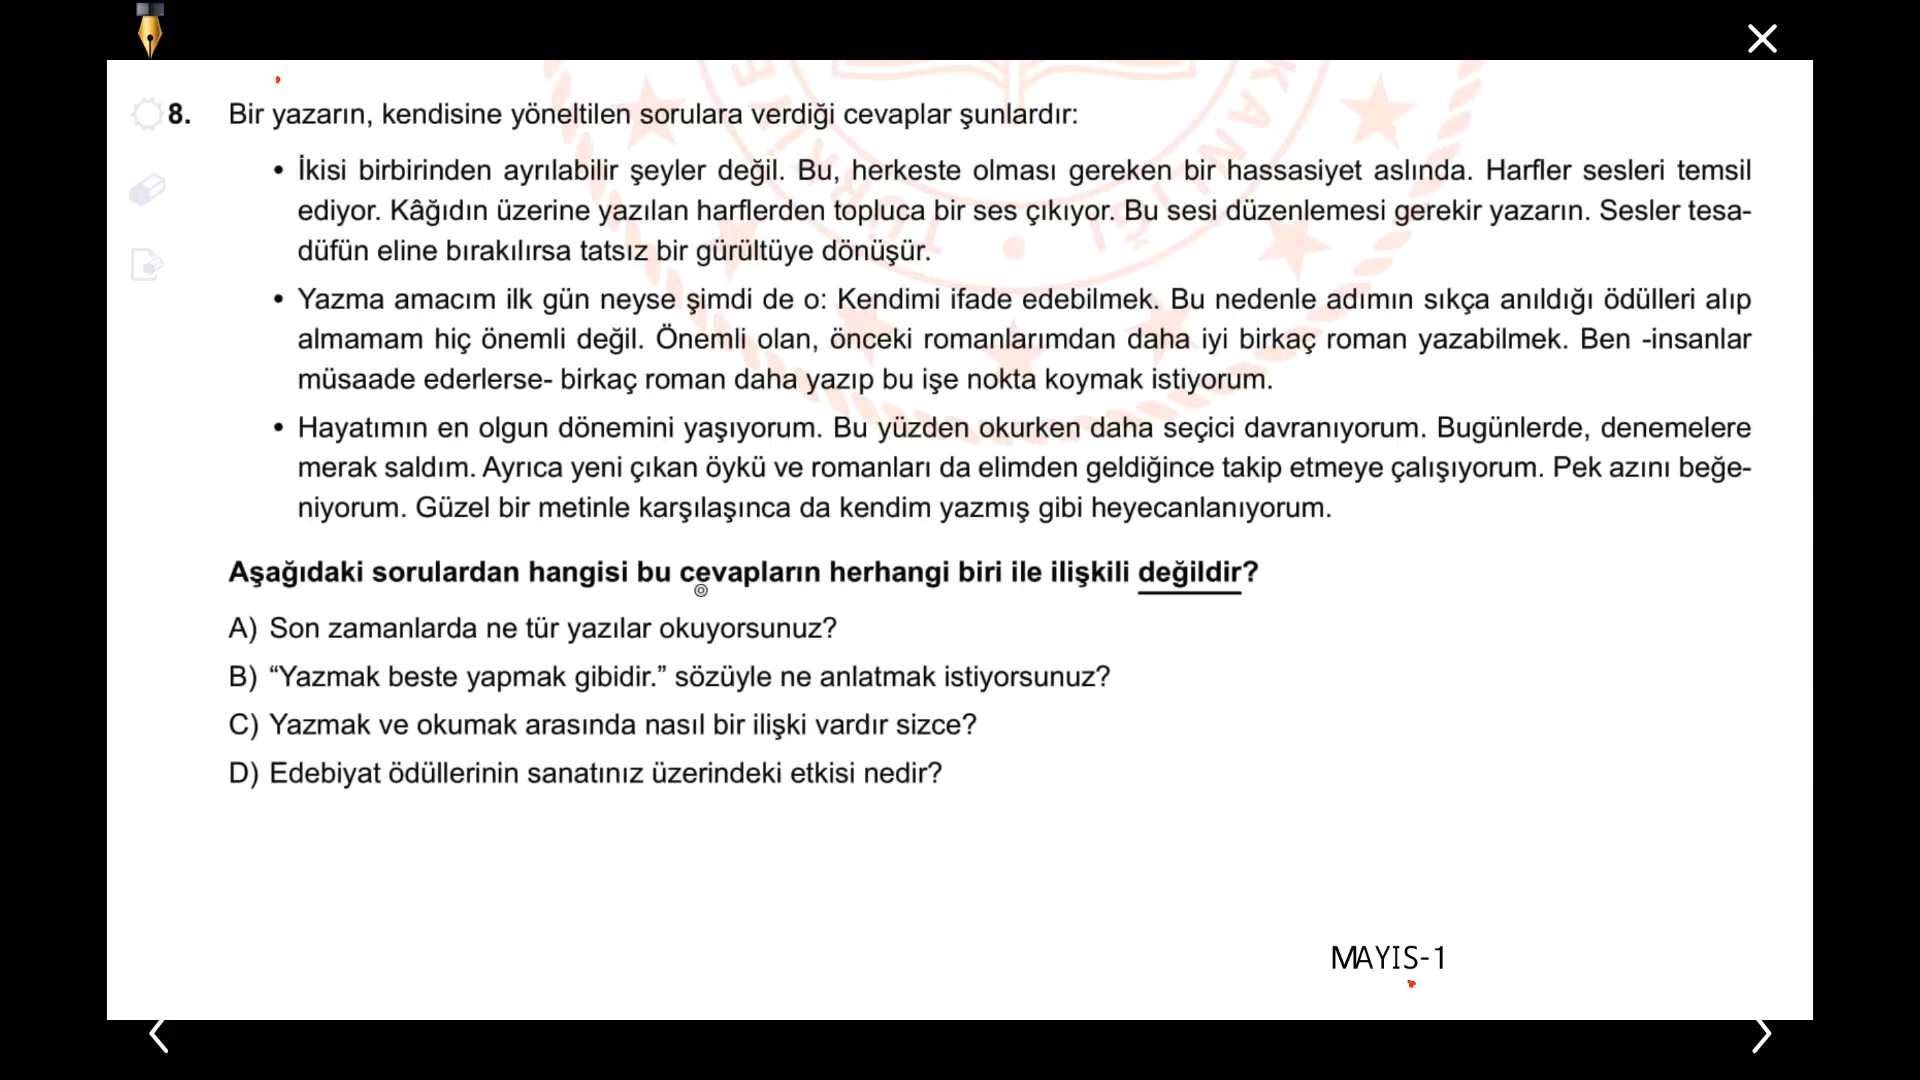 8. Bir yazarın, kendisine yöneltilen sorulara verdiği cevaplar şunlardır:
• İkisi birbirinden ayrılabilir şeyler değil. Bu, herkeste olması gereken bir hassasiyet aslında. Harfler sesleri temsil
ediyor. Kâğıdın üzerine yazılan harflerden topluca bir ses çıkıyor. Bu sesi düzenlemesi gerekir yazarın. Sesler tesa-
düfün eline bırakılırsa tatsız bir gürültüye dönüşür.
• Yazma amacım ilk gün neyse şimdi de o: Kendimi ifade edebilmek. Bu nedenle adımın sıkça anıldığı ödülleri alıp
almamam hiç önemli değil. Önemli olan, önceki romanlarımdan daha iyi birkaç roman yazabilmek. Ben -insanlar
müsaade ederlerse- birkaç roman daha yazıp bu işe nokta koymak istiyorum.
• Hayatımın en olgun dönemini yaşıyorum. Bu yüzden okurken daha seçici davranıyorum. Bugünlerde, denemelere
merak saldım. Ayrıca yeni çıkan öykü ve romanları da elimden geldiğince takip etmeye çalışıyorum. Pek azını beğe-
niyorum. Güzel bir metinle karşılaşınca da kendim yazmış gibi heyecanlanıyorum.
Aşağıdaki sorulardan hangisi bu cevapların herhangi biri ile ilişkili değildir?
A) Son zamanlarda ne tür yazılar okuyorsunuz?
B) “Yazmak beste yapmak gibidir.” sözüyle ne anlatmak istiyorsunuz?
C) Yazmak ve okumak arasında nasıl bir ilişki vardır sizce?
D) Edebiyat ödüllerinin sanatınız üzerindeki etkisi nedir?
MAYIS-1